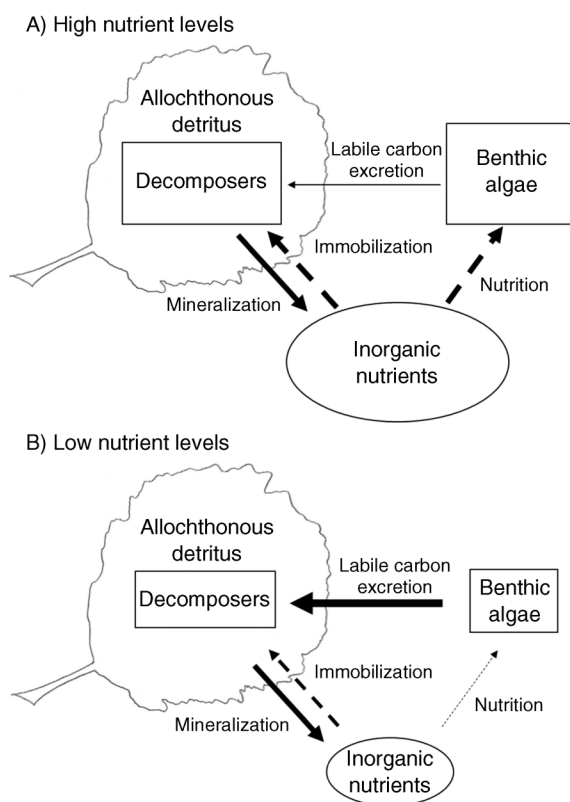 A) High nutrient levels
Allochthonous
detritus
Decomposers
Labile carbon
excretion
Benthic
algae
Immobilization
Mineralization
Nutrition
Inorganic
nutrients
B) Low nutrient levels
Allochthonous
detritus
Decomposers
Labile carbon
excretion
Benthic
algae
Immobilization
Mineralization
Nutrition
Inorganic
nutrients